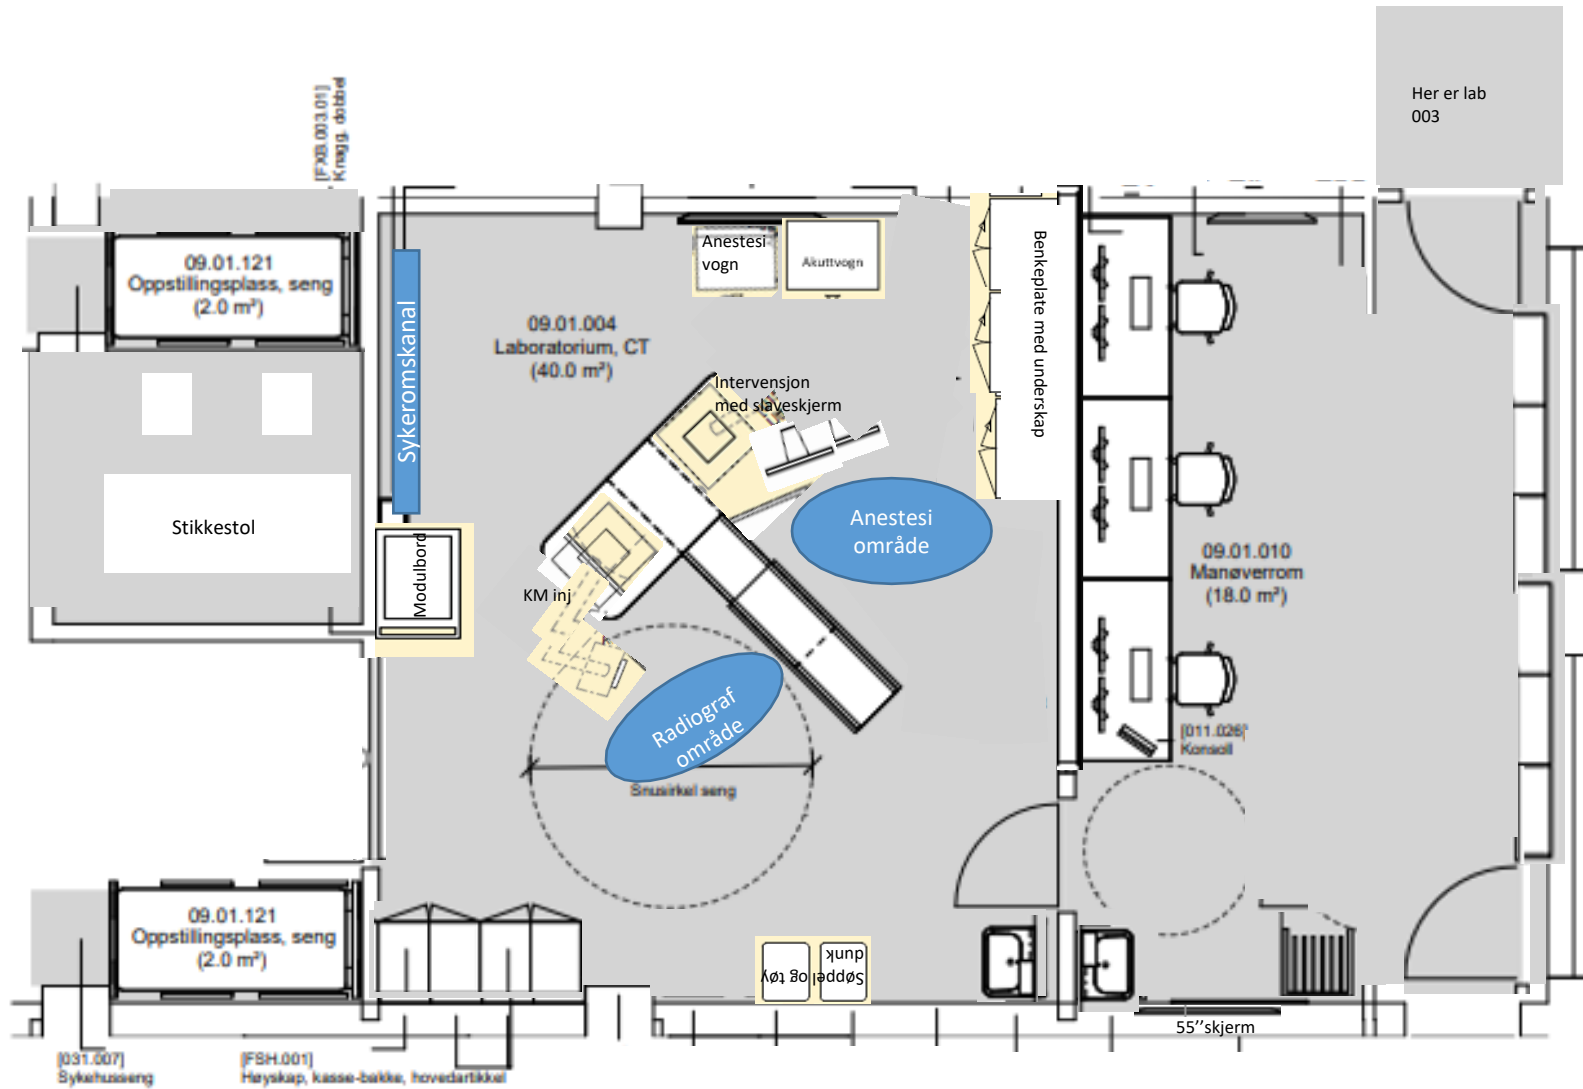 Her er lab
003
[FXB.003.01]
Knagg, dobbel
09.01.121
Oppstillingsplass, seng
(2.0 m²)
Sykeromskanal
Anestesi
vogn
Akuttvogn
Benkeplate med underskap
09.01.004
Laboratorium, CT
(40.0 m²)
Intervensjon
med slaveskjerm
Stikkestol
Modulbord
KM inj
Anestesi
område
09.01.010
Manøverrom
(18.0 m²)
Radiograf
område
Snusirkel seng
[011.026]
Konsoll
09.01.121
Oppstillingsplass, seng
(2.0 m²)
Søppel og tøy
dunk
55’’skjerm
[031.007]
Sykehusseng
[FSH.001]
Høyskap, kasse-bakke, hovedartikkel